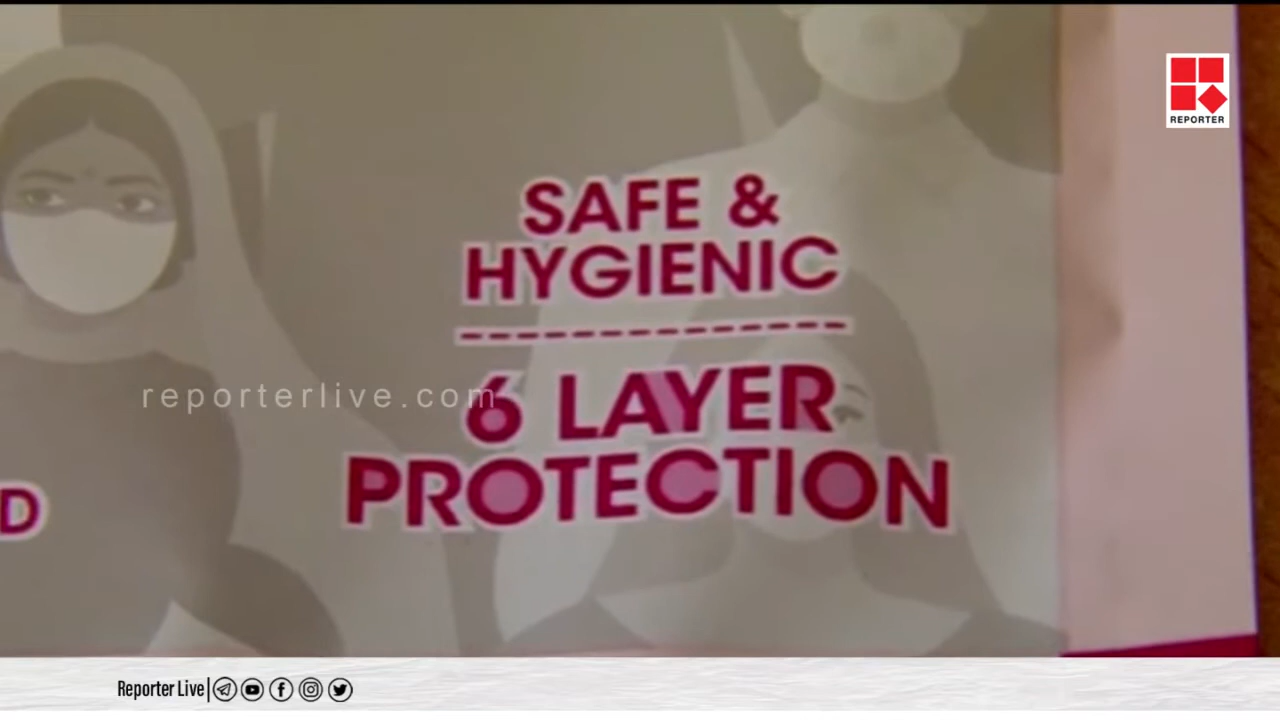 REPORTER
SAFE &
HYGIENIC
6 LAYER
PROTECTION
reporterlive.com
D
Reporter Live